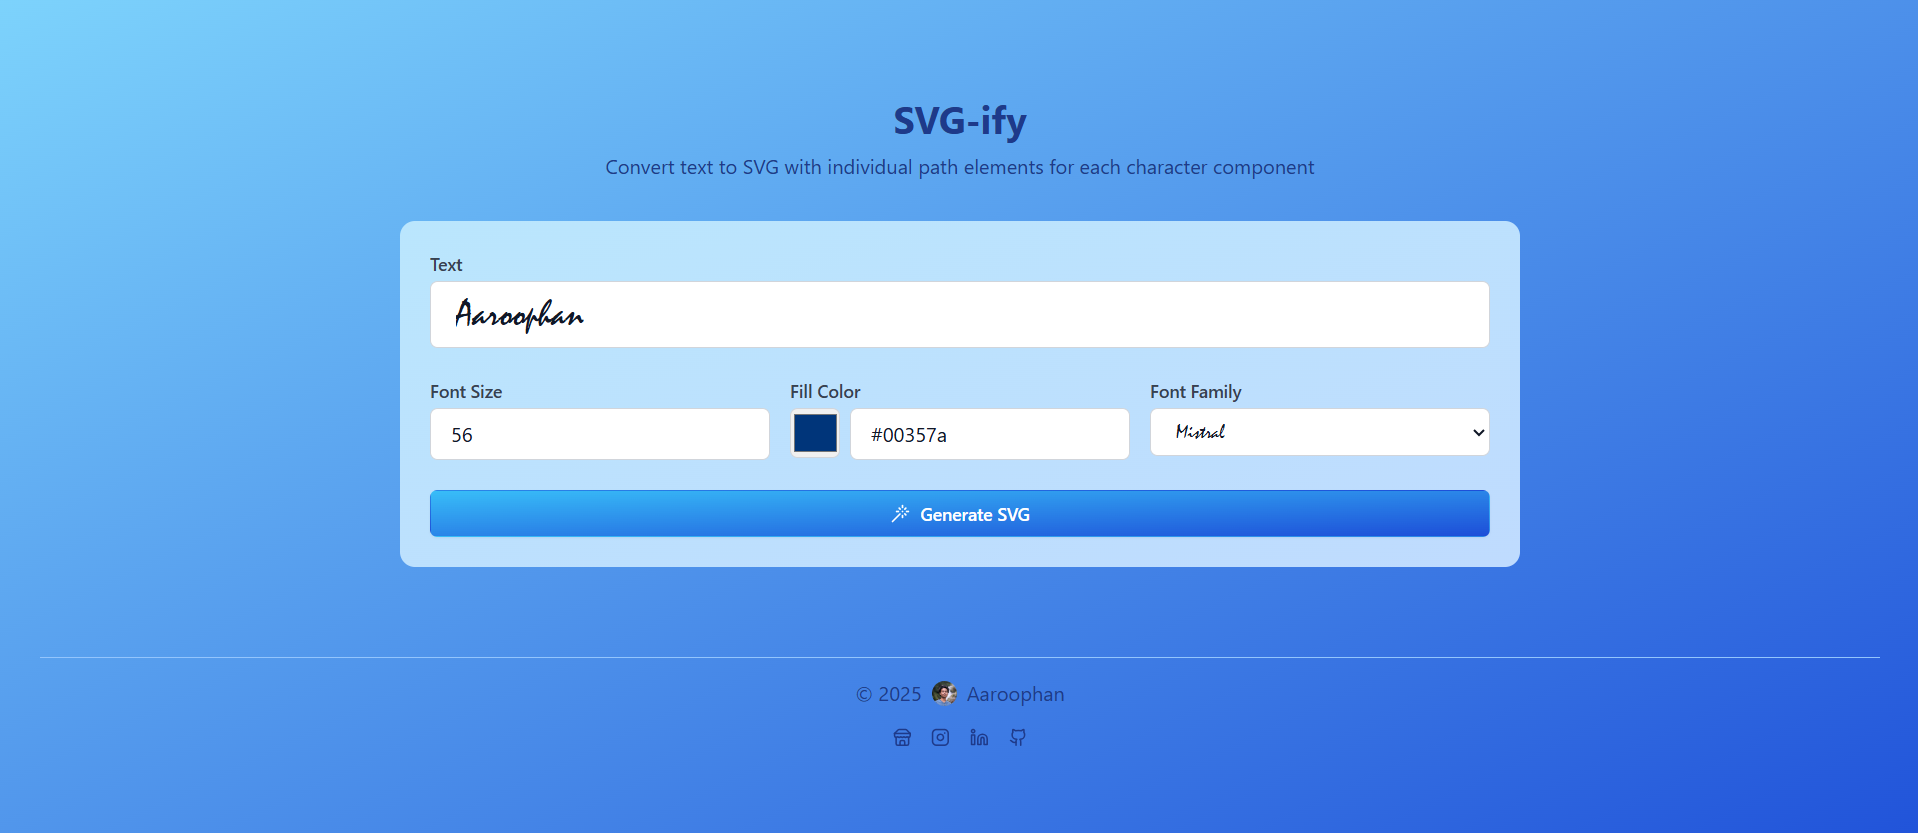 SVG-ify
Convert text to SVG with individual path elements for each character component
Text
Aaroophan
Font Size
Fill Color
Font Family
56
#00357a
Mistral
Generate SVG
© 2025 Aaroophan